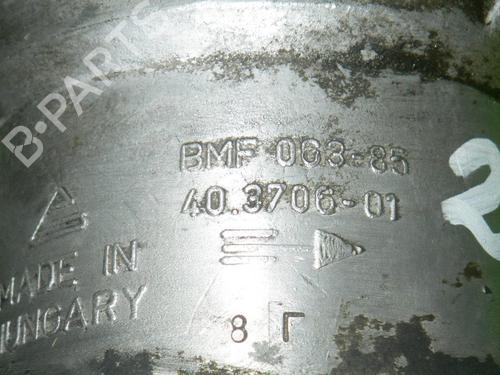 B-PARTS
BMF 063-85
40.3706-01
MADE IN
HUNGARY
8 Г
2